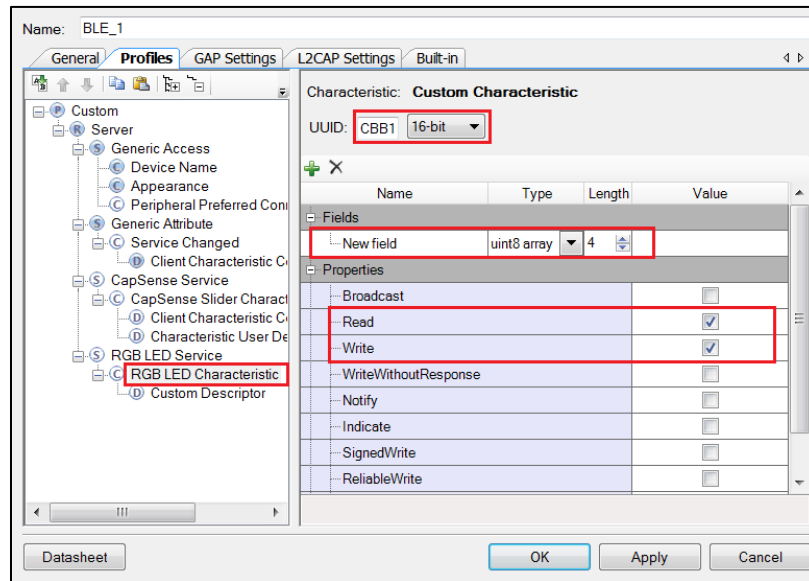 Name: BLE_1
General Profiles GAP Settings L2CAP Settings Built-in
Custom
Server
Generic Access
Device Name
Appearance
Peripheral Preferred Conn
Generic Attribute
Service Changed
Client Characteristic Co
CapSense Service
CapSense Slider Charact
Client Characteristic Co
Characteristic User De
RGB LED Service
RGB LED Characteristic
Custom Descriptor
Characteristic: Custom Characteristic
UUID: CBB1 16-bit
Name Type Length Value
Fields
New field uint8 array 4
Properties
Broadcast
Read
Write
WriteWithoutResponse
Notify
Indicate
SignedWrite
ReliableWrite
Datasheet OK Apply Cancel